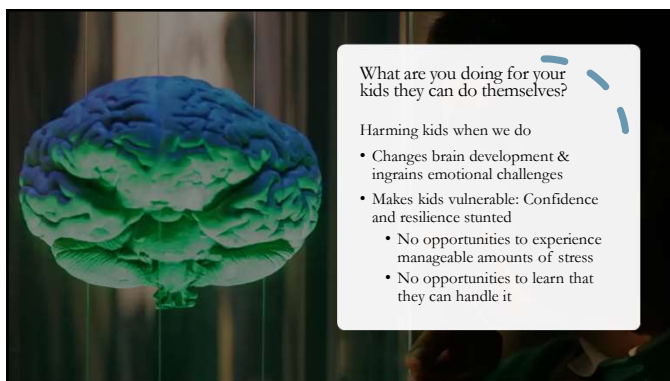 What are you doing for your
kids they can do themselves?
Harming kids when we do
• Changes brain development &
ingrains emotional challenges
• Makes kids vulnerable: Confidence
and resilience stunted
• No opportunities to experience
manageable amounts of stress
• No opportunities to learn that
they can handle it